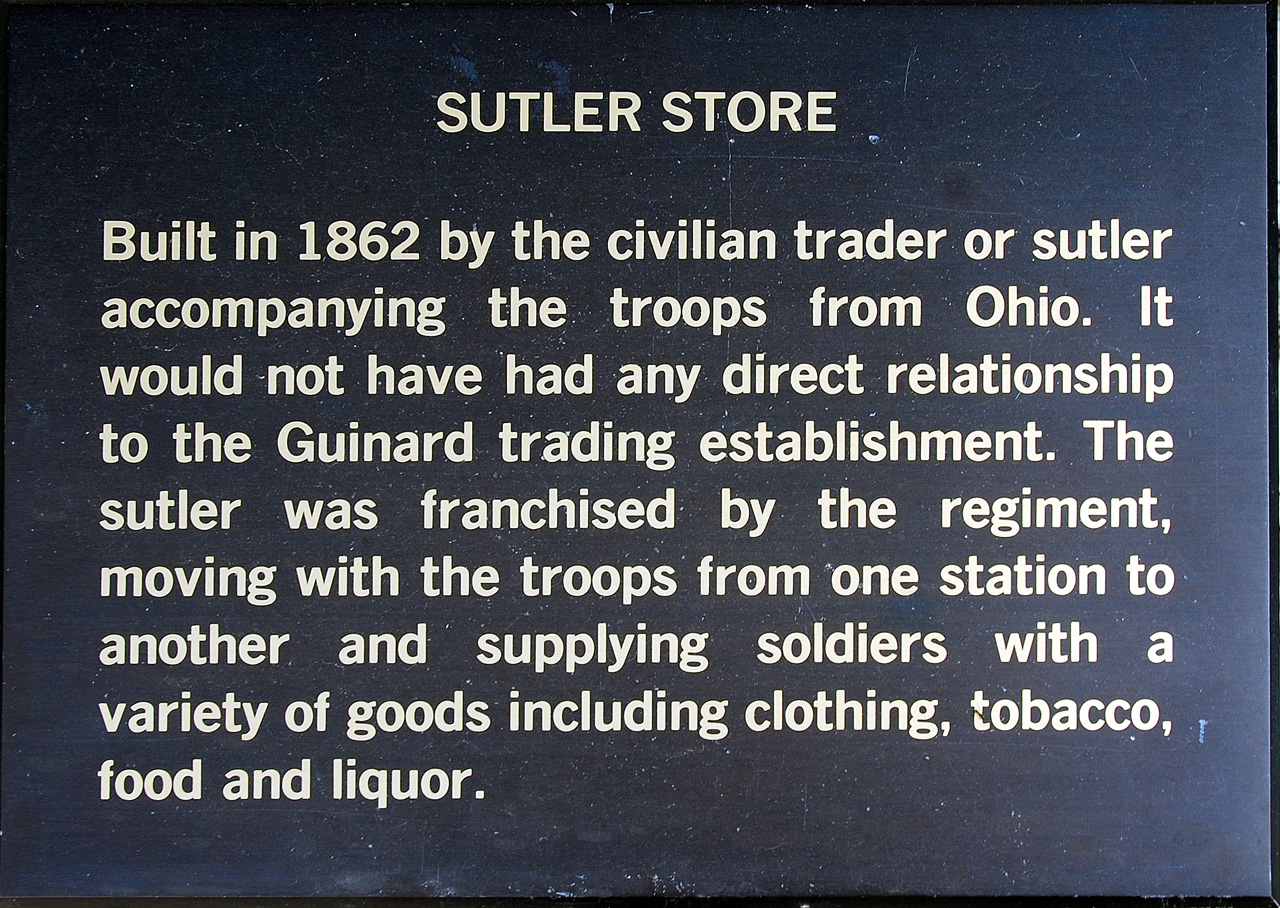 SUTLER STORE
Built in 1862 by the civilian trader or sutler
accompanying the troops from Ohio. It
would not have had any direct relationship
to the Guinard trading establishment. The
sutler was franchised by the regiment,
moving with the troops from one station to
another and supplying soldiers with a
variety of goods including clothing, tobacco,
food and liquor.